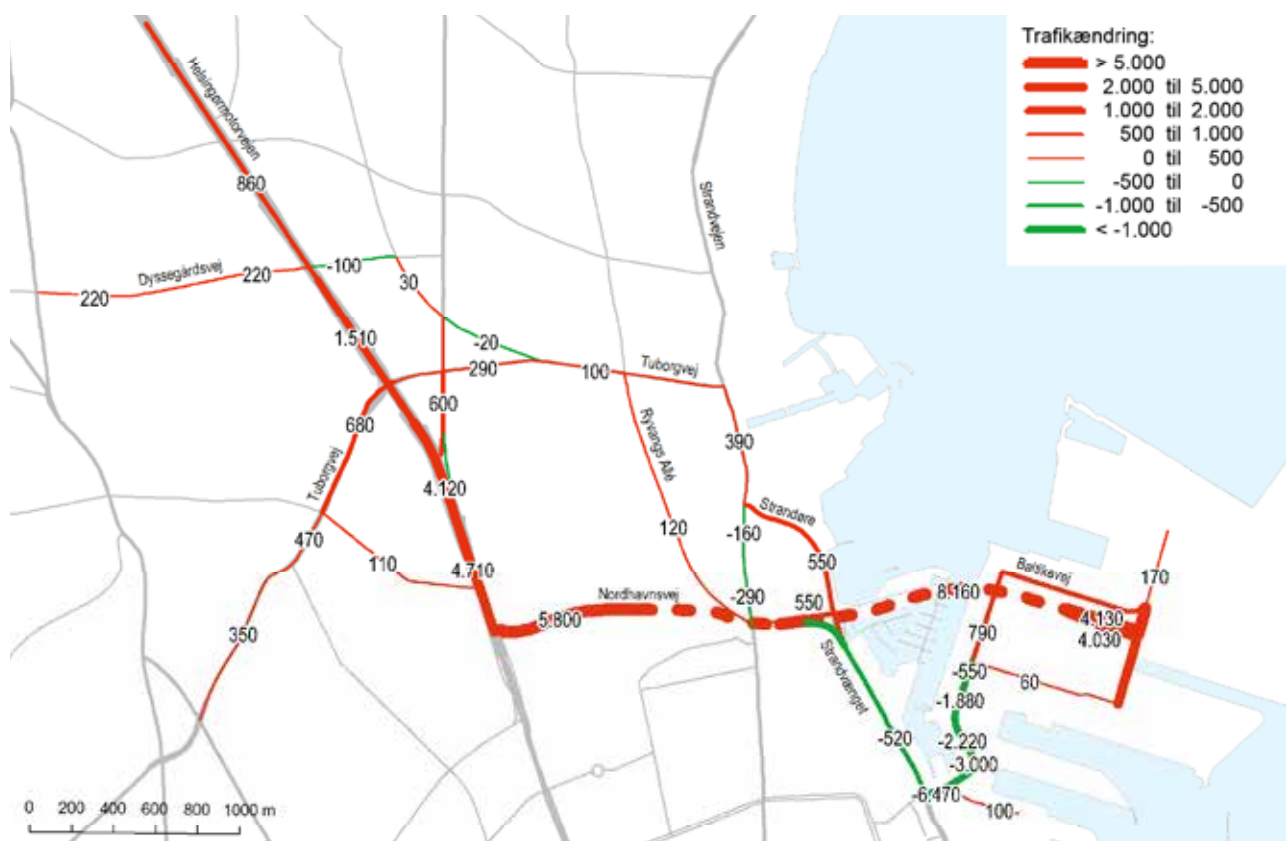 Trafikændring:
> 5.000
2.000 til 5.000
1.000 til 2.000
500 til 1.000
0 til 500
-500 til 0
-1.000 til -500
< -1.000
Helsingørmotorvejen
860
Strandvejen
Dyssegårdsvej
220
220
-100
30
1.510
-20
290
100
Tuborgvej
600
680
390
Ryvangs Allé
Tuborgvej
4.120
470
110
4.710
120
-160
Strandøre
550
170
Baltikavej
350
Nordhavnsvej
5.800
-290
550
8.160
4.130
4.030
790
-550
60
-1.880
Strandvænget
-520
-2.220
-3.000
-6.470
100-
0 200 400 600 800 1000 m